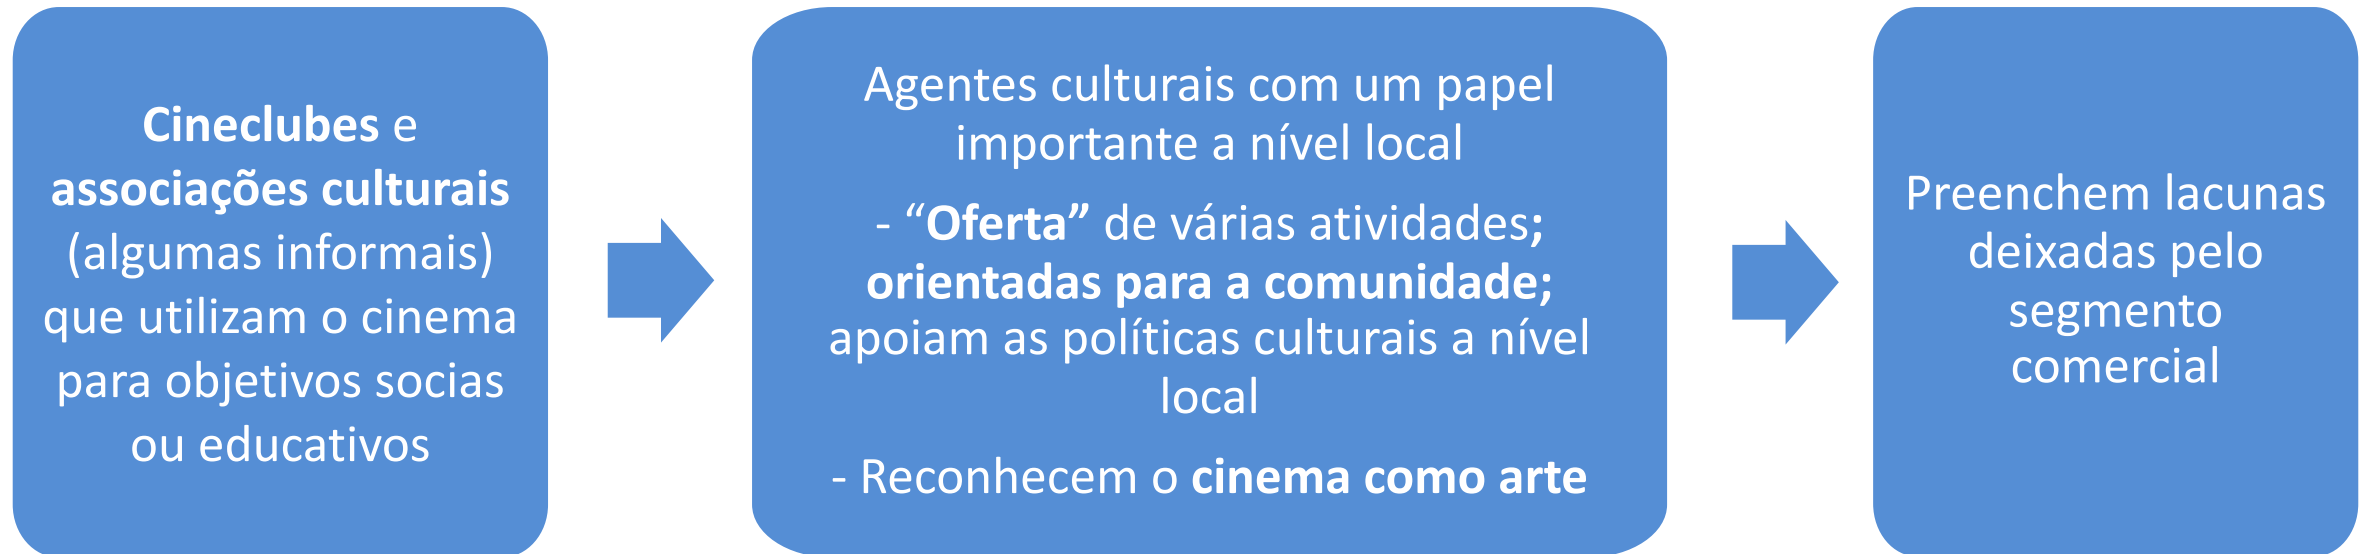 Cineclubes e
associações culturais
(algumas informais)
que utilizam o cinema
para objetivos socias
ou educativos
Agentes culturais com um papel
importante a nível local
- “Oferta” de várias atividades;
orientadas para a comunidade;
apoiam as políticas culturais a nível
local
- Reconhecem o cinema como arte
Preenchem lacunas
deixadas pelo
segmento
comercial